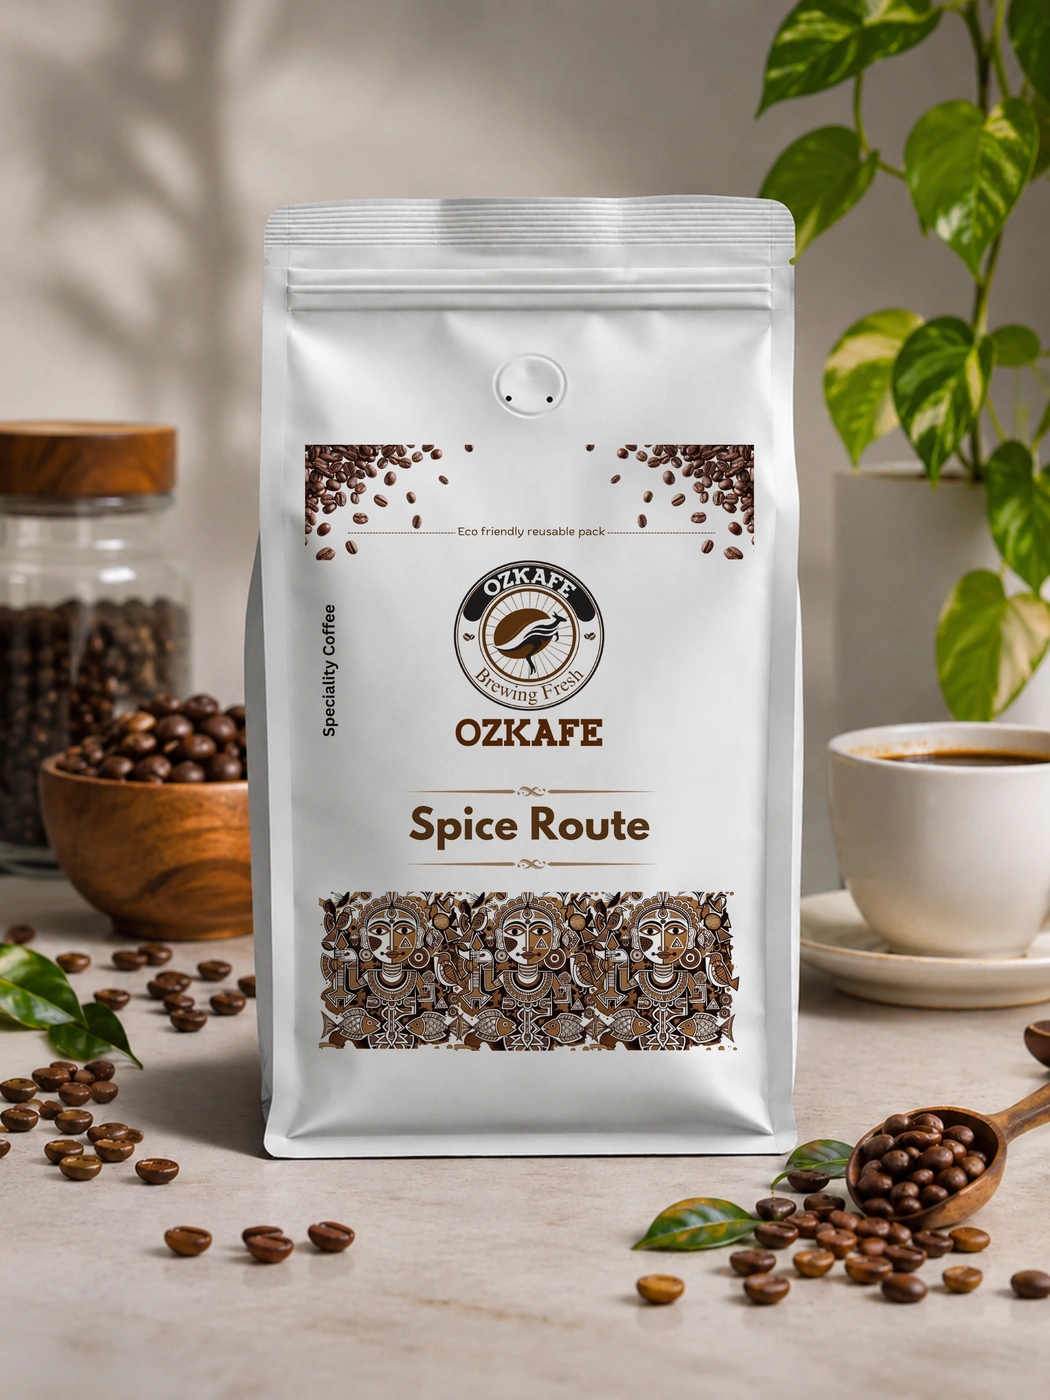 Eco friendly reusable pack
Speciality Coffee
OZKAFE
Brewing Fresh
OZKAFE
Spice Route